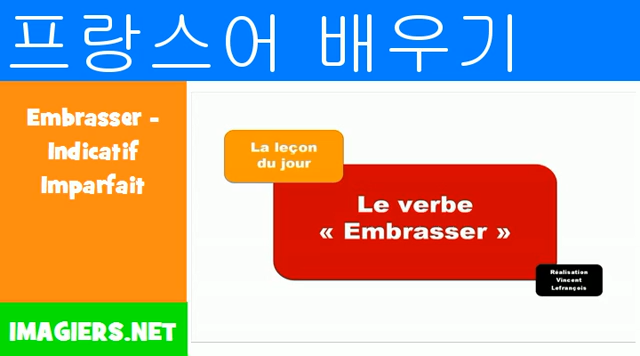 프랑스어 배우기
Embrasser -
Indicatif
Imparfait
La leçon
du jour
Le verbe
« Embrasser »
Réalisation
Vincent
Lefrançois
IMAGIERS.NET